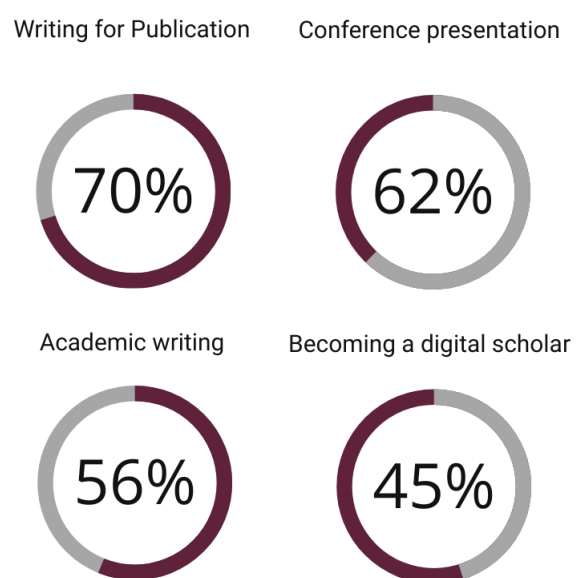 Writing for Publication
Conference presentation
70%
62%
Academic writing
Becoming a digital scholar
56%
45%